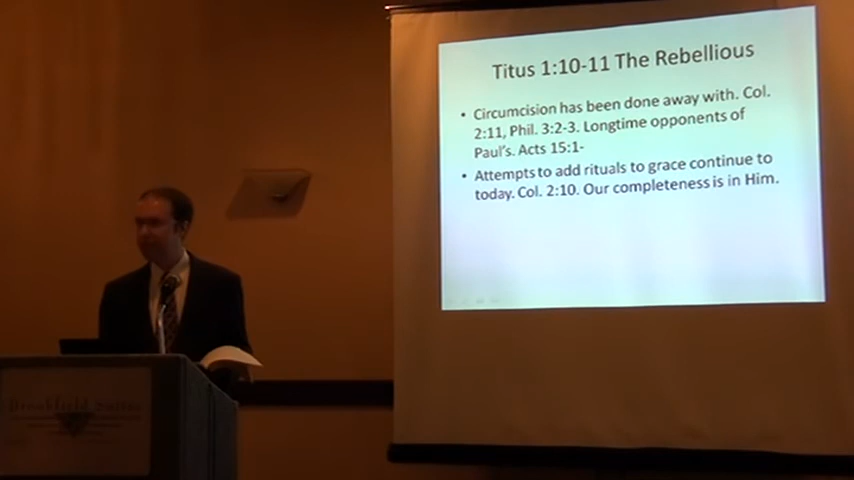 Titus 1:10-11 The Rebellious
• Circumcision has been done away with. Col.
2:11, Phil. 3:2-3. Longtime opponents of
Paul's. Acts 15:1-
• Attempts to add rituals to grace continue to
today. Col. 2:10. Our completeness is in Him.
Brookfield Suites